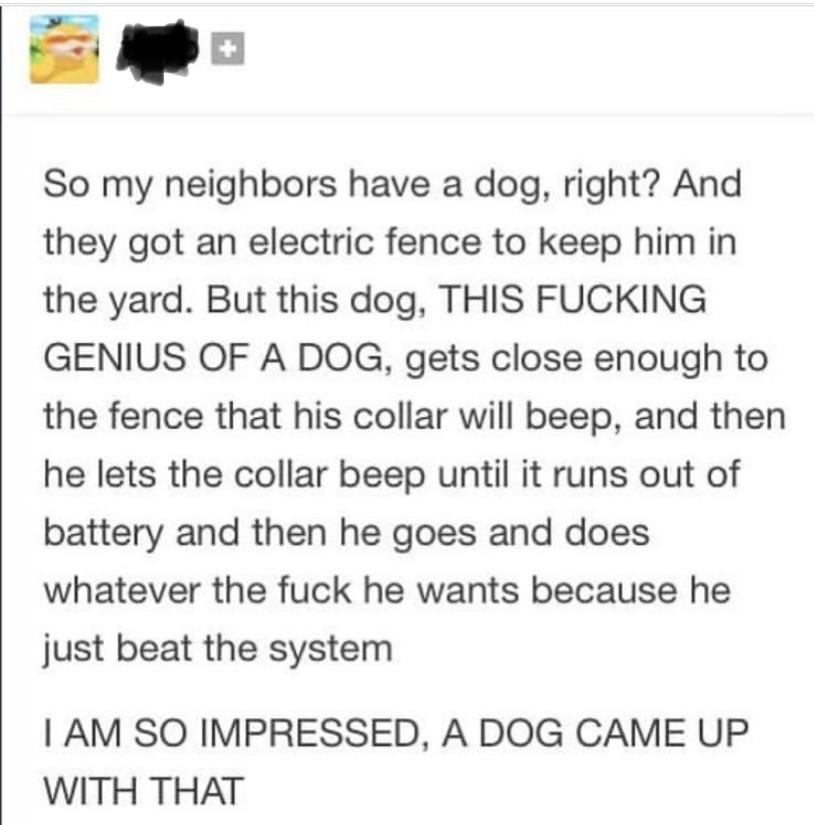 So my neighbors have a dog, right? And
they got an electric fence to keep him in
the yard. But this dog, THIS FUCKING
GENIUS OF A DOG, gets close enough to
the fence that his collar will beep, and then
he lets the collar beep until it runs out of
battery and then he goes and does
whatever the fuck he wants because he
just beat the system
I AM SO IMPRESSED, A DOG CAME UP
WITH THAT